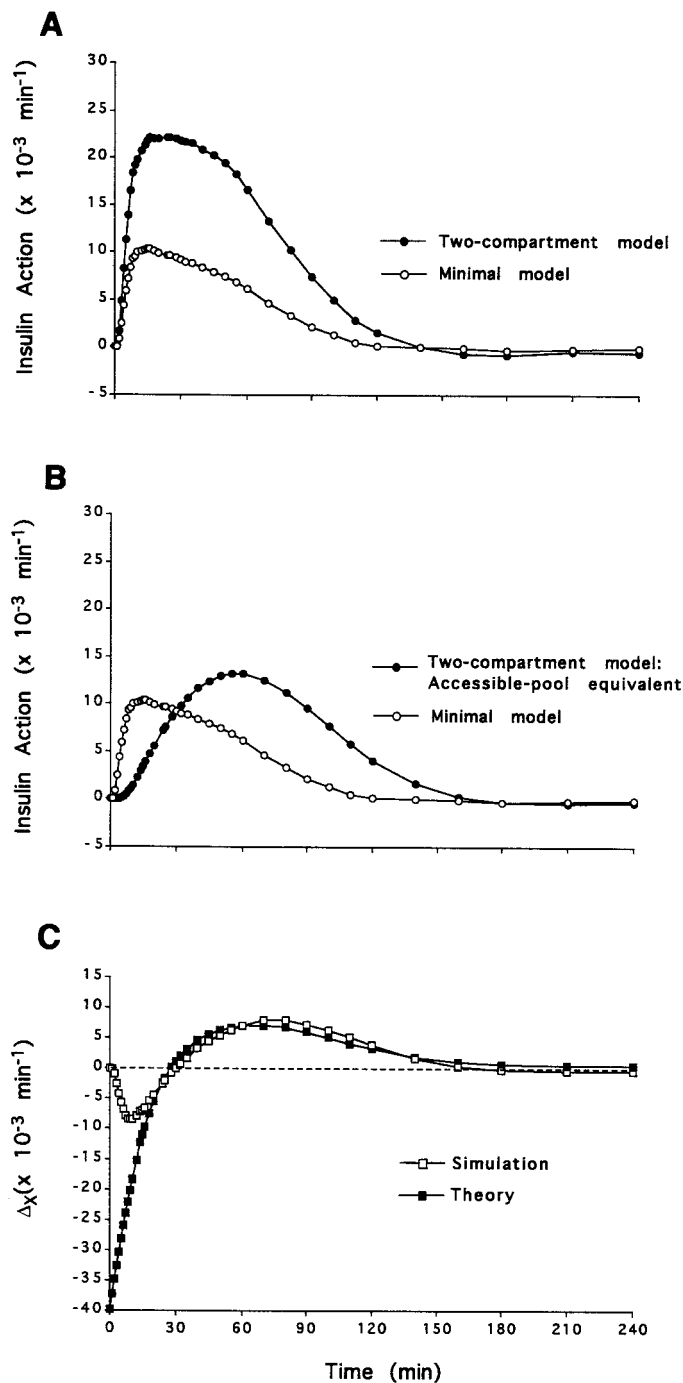 A
Insulin Action (x 10⁻³ min⁻¹)
30
25
20
15
10
5
0
-5
Two-compartment model
Minimal model
B
Insulin Action (x 10⁻³ min⁻¹)
30
25
20
15
10
5
0
-5
Two-compartment model:
Accessible-pool equivalent
Minimal model
C
ΔX(x 10⁻³ min⁻¹)
15
10
5
0
-5
-10
-15
-20
-25
-30
-35
-40
Simulation
Theory
0 30 60 90 120 150 180 210 240
Time (min)